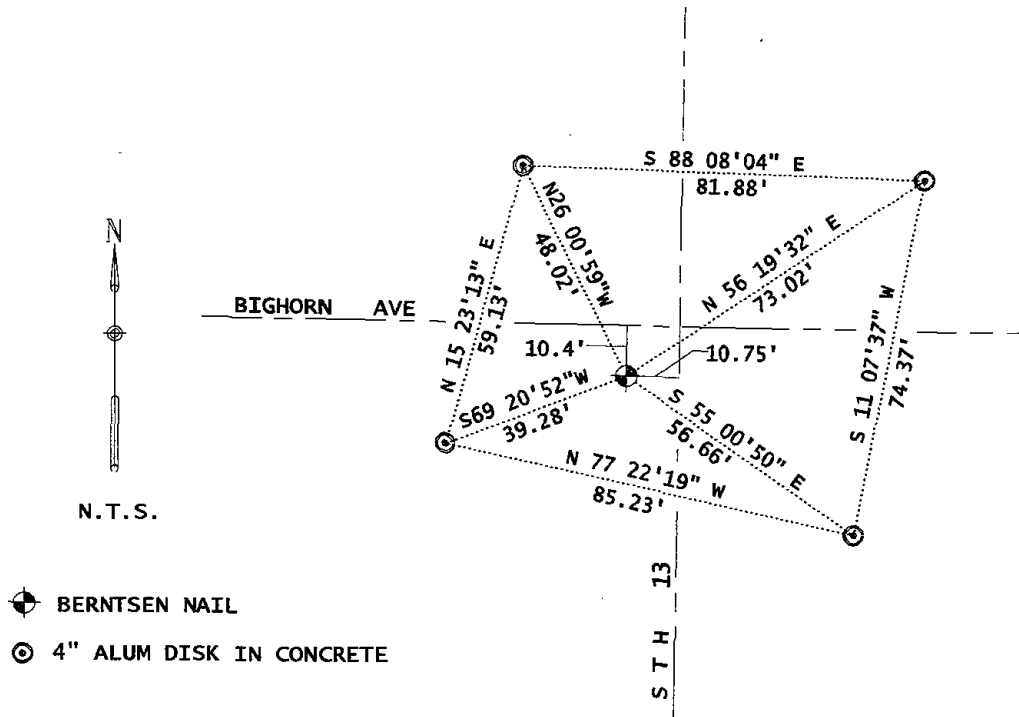 S 88 08'04" E
81.88'
N26 00'59"W
48.02'
N 56 19'32" E
73.02'
N 15 23'13" E
59.13'
N
BIGHORN AVE
10.4'
10.75'
S69 20'52"W
39.28'
S 55 00'50" E
56.66'
S 11 07'37" W
74.37'
N 77 22'19" W
85.23'
N.T.S.
STH 13
BERNTSEN NAIL
4" ALUM DISK IN CONCRETE